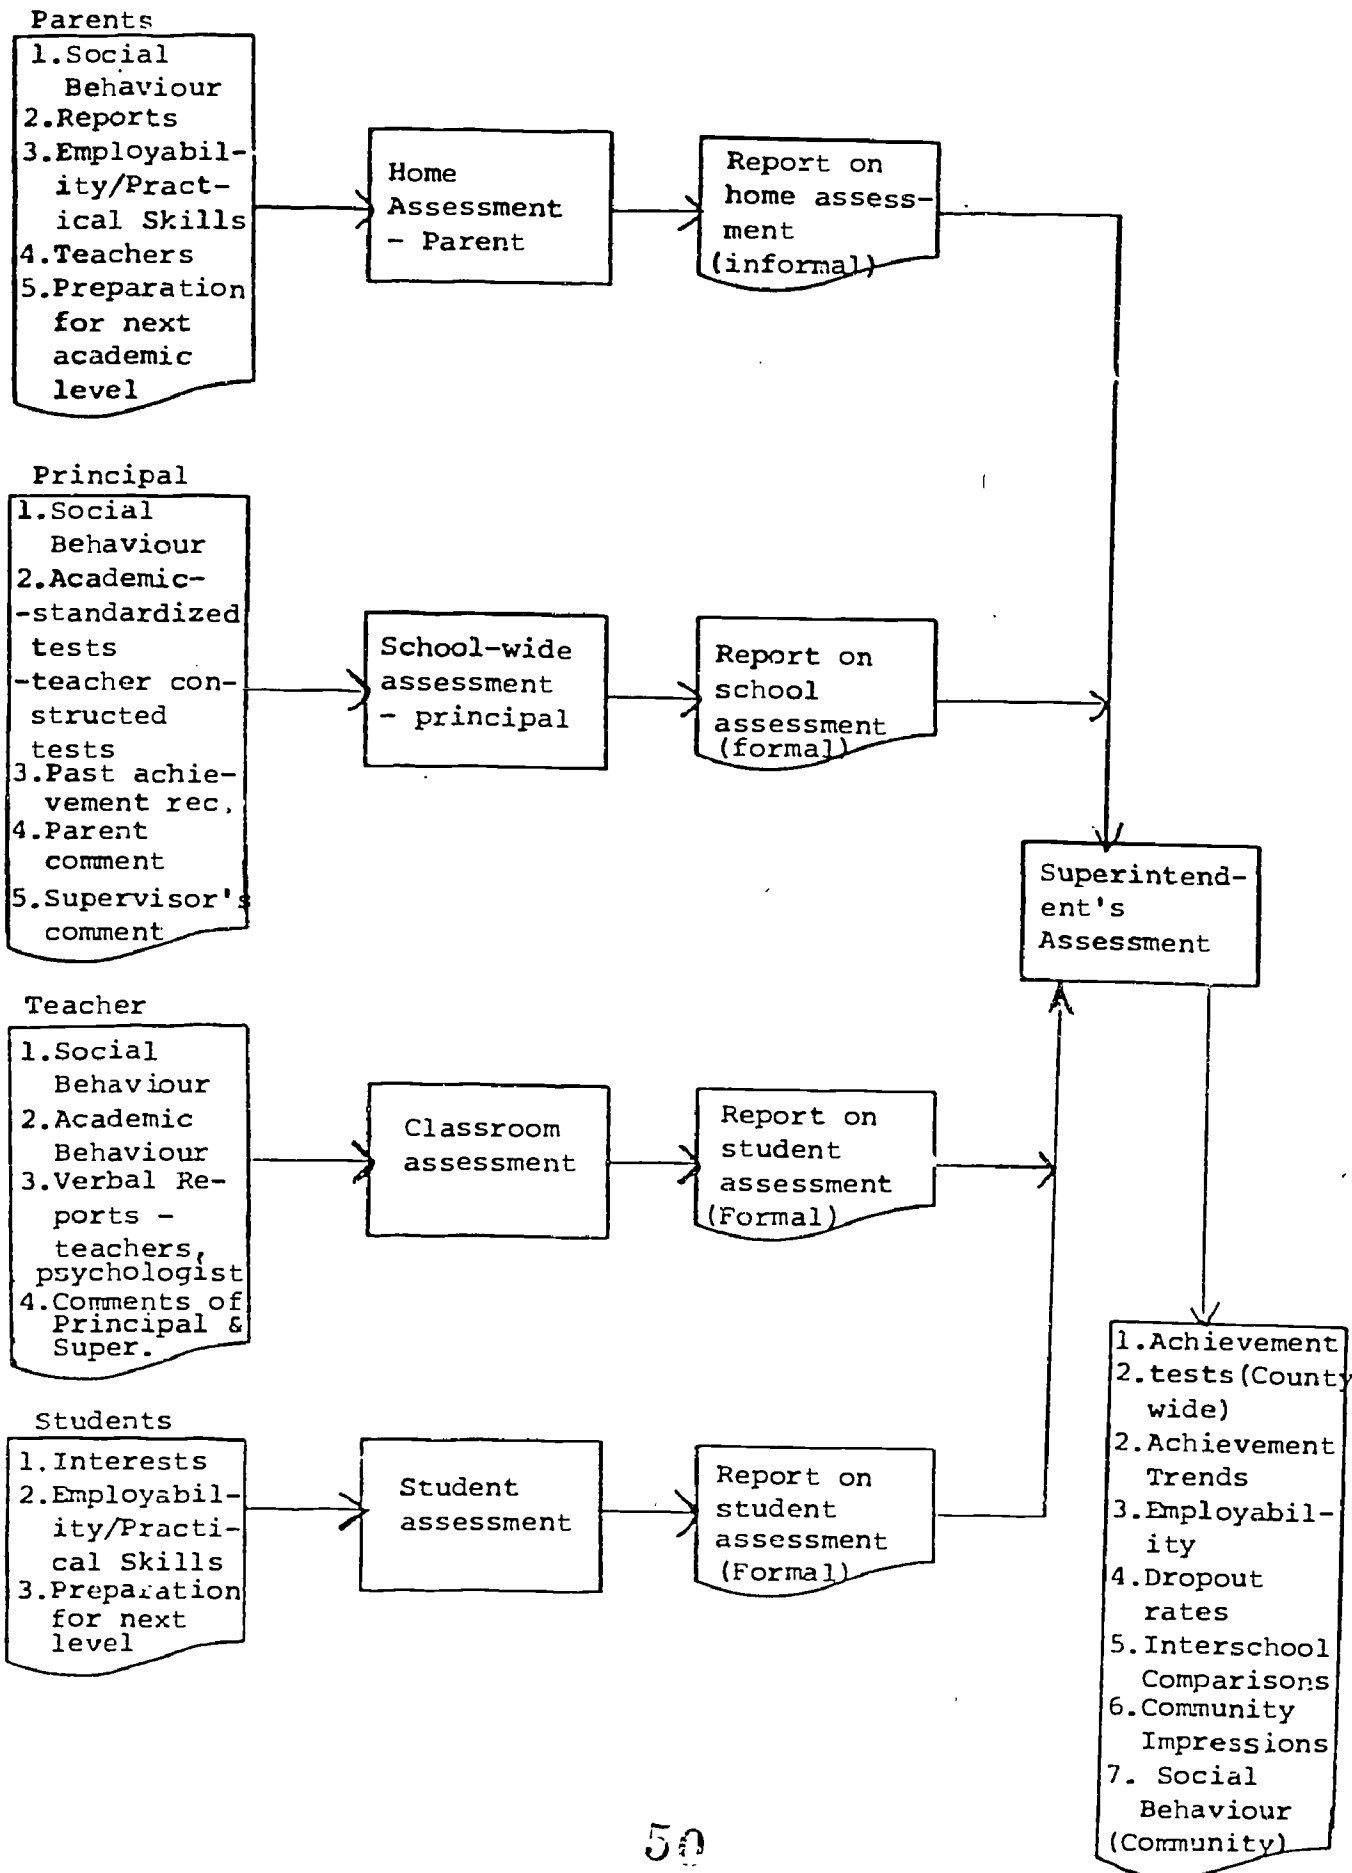 Parents
1.Social
Behaviour
2.Reports
3.Employabil-
ity/Pract-
ical Skills
4.Teachers
5.Preparation
for next
academic
level
Home
Assessment
- Parent
Report on
home assess-
ment
(informal)
Principal
1.Social
Behaviour
2.Academic-
-standardized
tests
-teacher con-
structed
tests
3.Past achie-
vement rec.
4.Parent
comment
5.Supervisor's
comment
School-wide
assessment
- principal
Report on
school
assessment
(formal)
Superintend-
ent's
Assessment
Teacher
1.Social
Behaviour
2.Academic
Behaviour
3.Verbal Re-
ports -
teachers,
psychologist
4.Comments of
Principal &
Super.
Classroom
assessment
Report on
student
assessment
(Formal)
Students
1.Interests
2.Employabil-
ity/Practi-
cal Skills
3.Preparation
for next
level
Student
assessment
Report on
student
assessment
(Formal)
1.Achievement
2.tests(County
wide)
2.Achievement
Trends
3.Employabil-
ity
4.Dropout
rates
5.Interschool
Comparisons
6.Community
Impressions
7. Social
Behaviour
(Community)
50